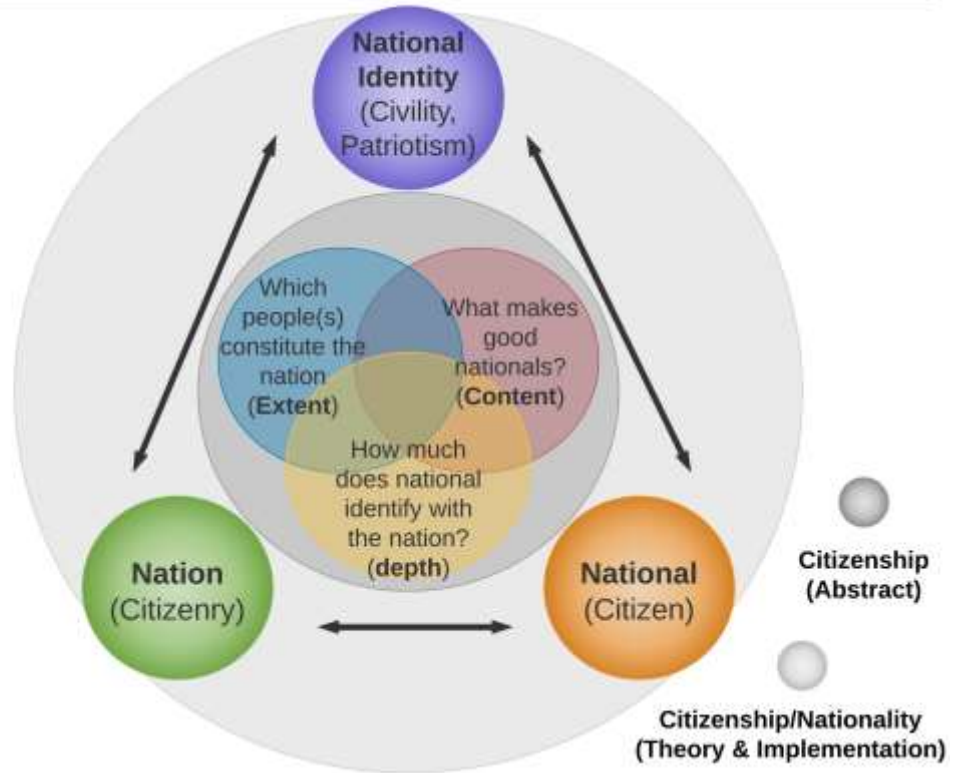 National
Identity
(Civility,
Patriotism)
Which
people(s)
constitute the
nation
(Extent)
What makes
good
nationals?
(Content)
How much
does national
identify with
the nation?
(depth)
Nation
(Citizenry)
National
(Citizen)
Citizenship
(Abstract)
Citizenship/Nationality
(Theory & Implementation)